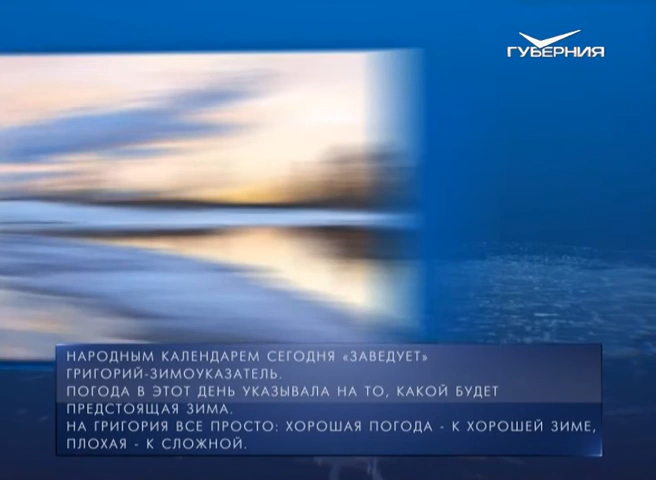 ГУБЕРНИЯ
НАРОДНЫМ КАЛЕНДАРЕМ СЕГОДНЯ «ЗАВЕДУЕТ»
ГРИГОРИЙ-ЗИМОУКАЗАТЕЛЬ.
ПОГОДА В ЭТОТ ДЕНЬ УКАЗЫВАЛА НА ТО, КАКОЙ БУДЕТ
ПРЕДСТОЯЩАЯ ЗИМА.
НА ГРИГОРИЯ ВСЕ ПРОСТО: ХОРОШАЯ ПОГОДА - К ХОРОШЕЙ ЗИМЕ,
ПЛОХАЯ - К СЛОЖНОЙ.